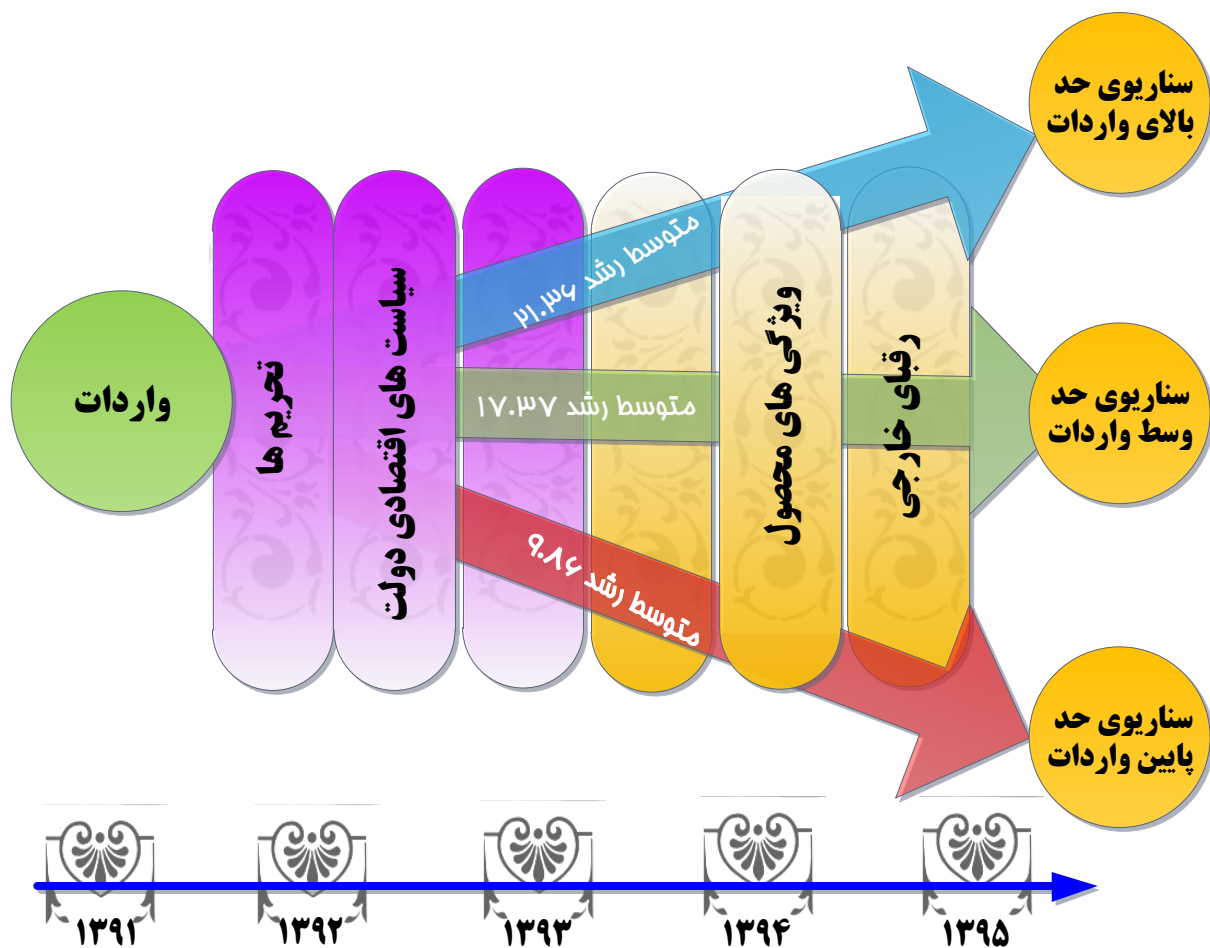 سناریوی حد
بالای واردات
متوسط رشد ۲۱.۳۶
واردات
تحریم ها
سیاست های اقتصادی دولت
متوسط رشد ۱۷.۳۷
ویژگی های محصول
رقبای خارجی
سناریوی حد
وسط واردات
متوسط رشد ۹.۸۶
سناریوی حد
پایین واردات
۱۳۹۱
۱۳۹۲
۱۳۹۳
۱۳۹۴
۱۳۹۵